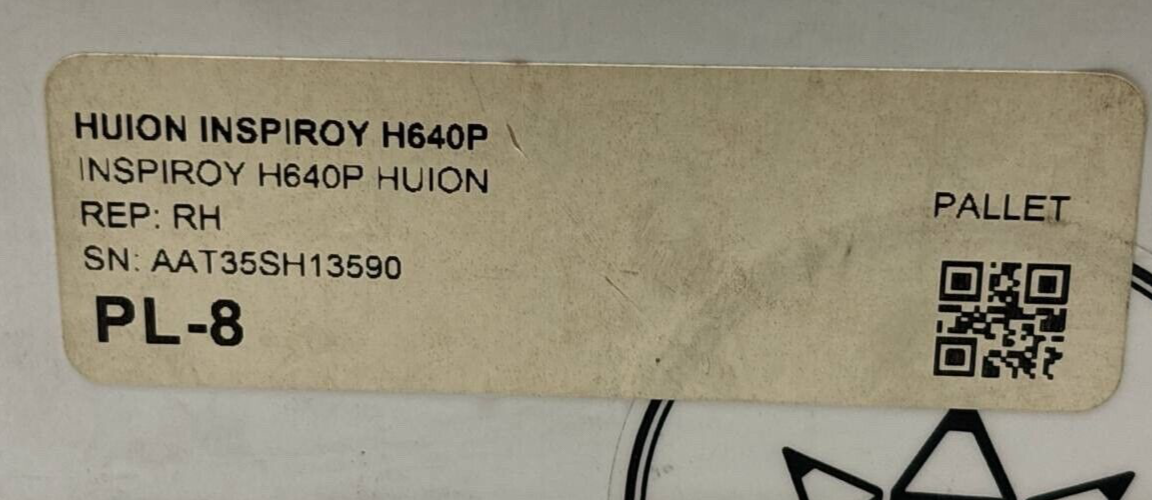 HUION INSPIROY H640P
INSPIROY H640P HUION
REP: RH
SN: AAT35SH13590
PL-8
PALLET